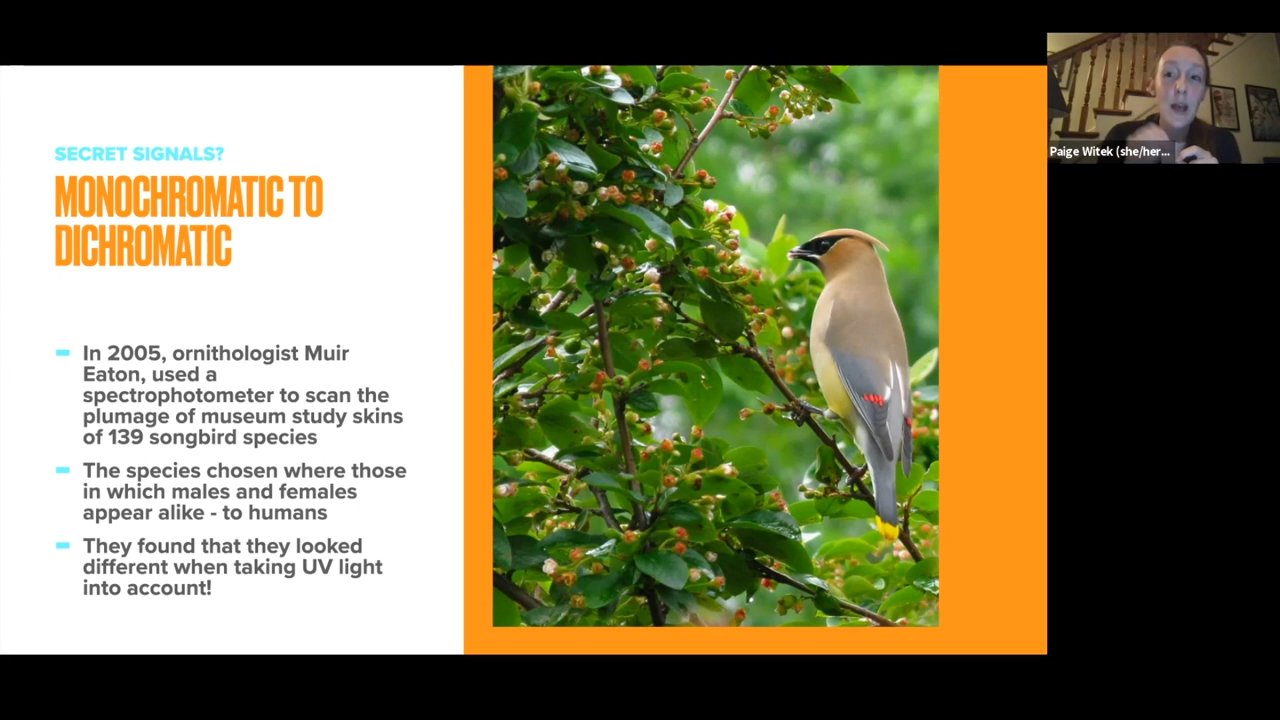 SECRET SIGNALS?
MONOCHROMATIC TO
DICHROMATIC
In 2005, ornithologist Muir
Eaton, used a
spectrophotometer to scan the
plumage of museum study skins
of 139 songbird species
The species chosen where those
in which males and females
appear alike - to humans
They found that they looked
different when taking UV light
into account!
Paige Witek (she/her...